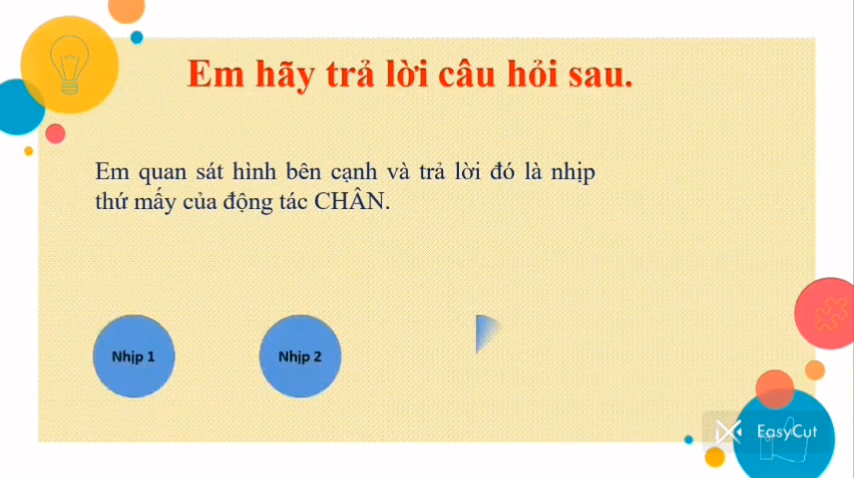 Em hãy trả lời câu hỏi sau.
Em quan sát hình bên cạnh và trả lời đó là nhịp
thứ mấy của động tác CHÂN.
Nhịp 1
Nhịp 2
EasyCut